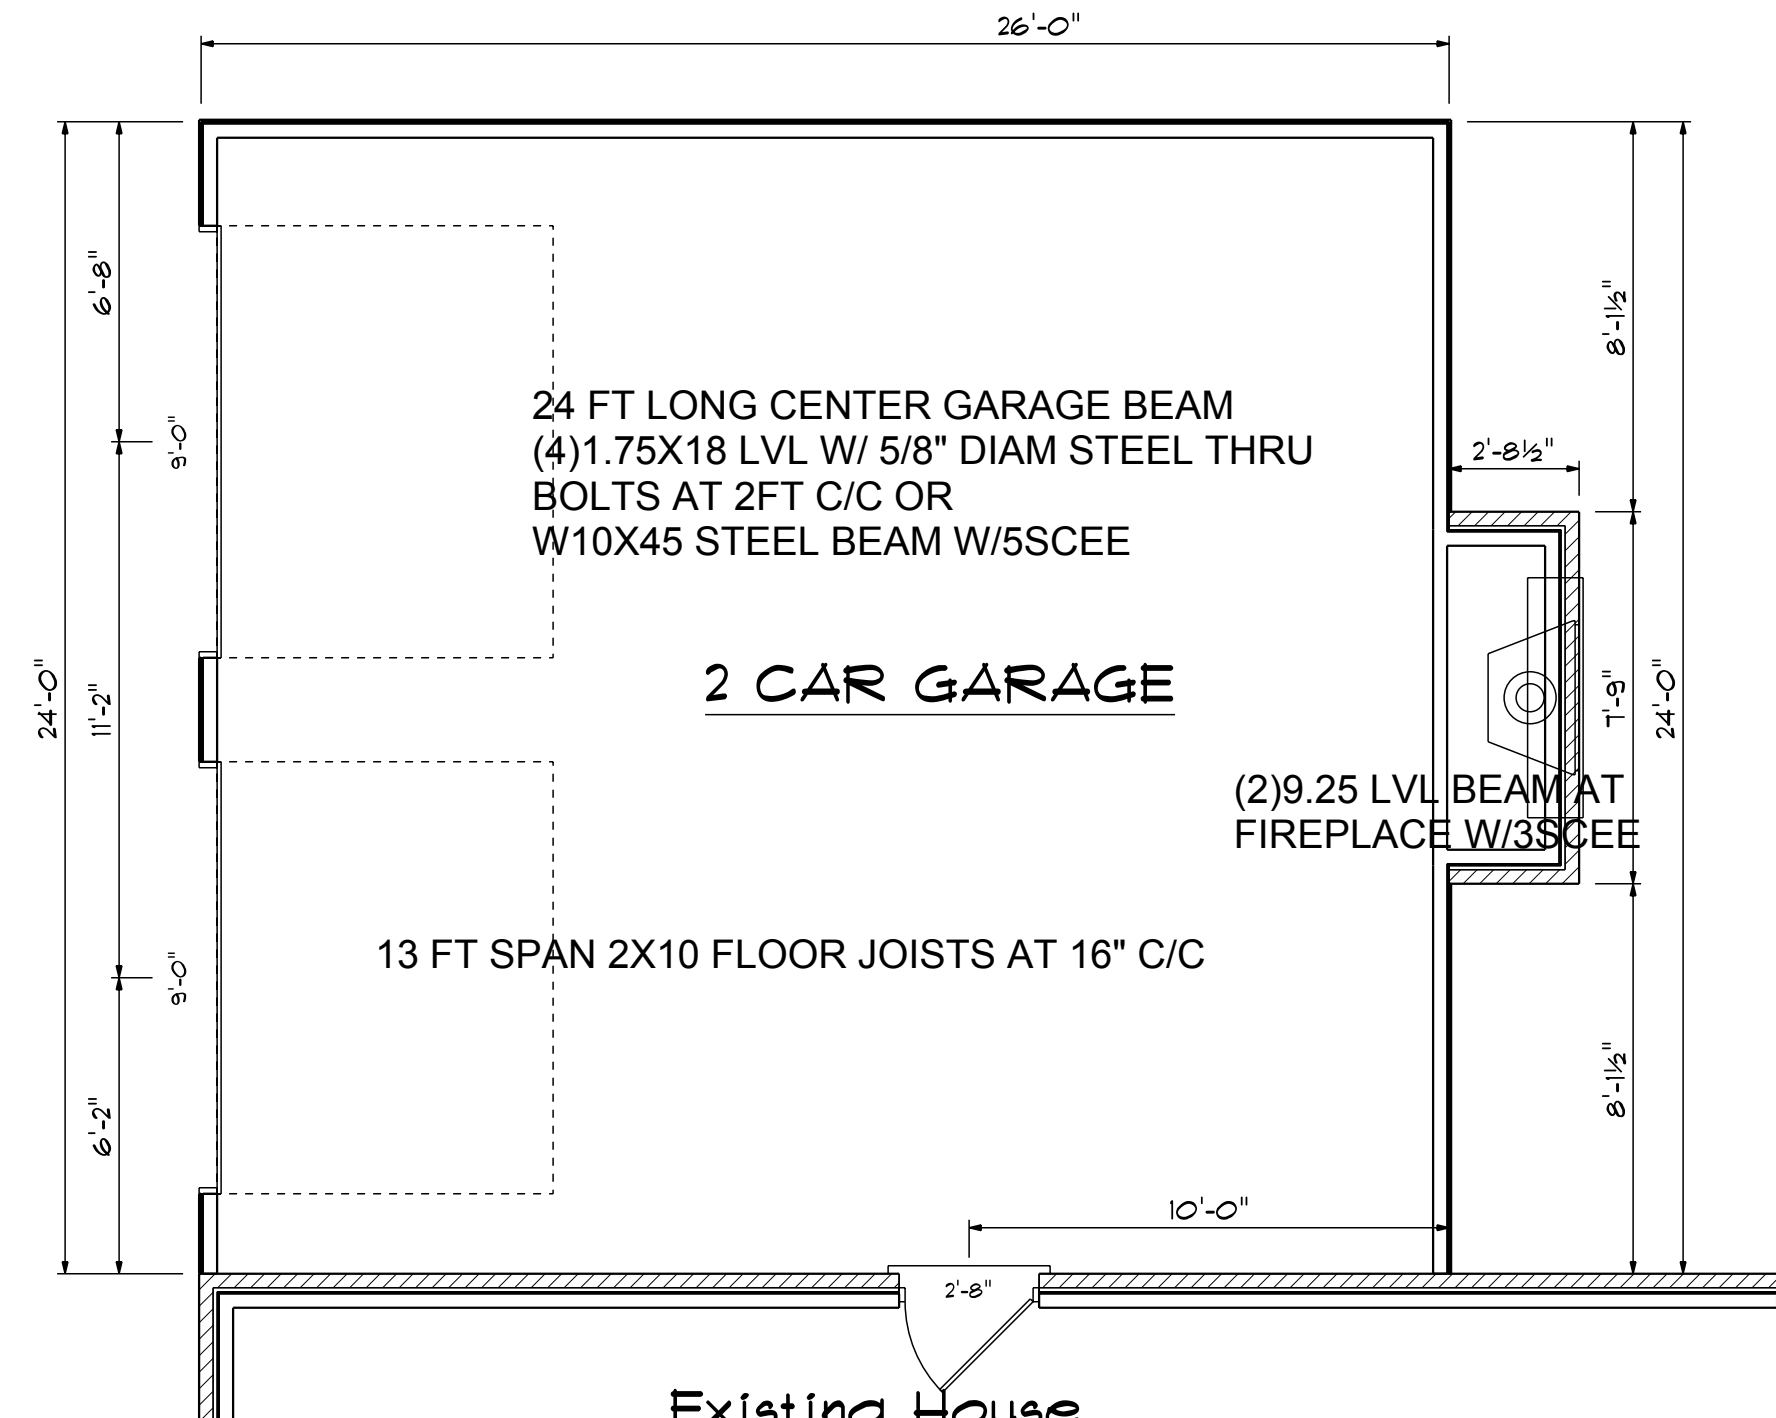 26'-0"
6'-8"
9'-0"
24'-0"
11'-2"
9'-0"
6'-2"
24 FT LONG CENTER GARAGE BEAM
(4)1.75X18 LVL W/ 5/8" DIAM STEEL THRU
BOLTS AT 2FT C/C OR
W10X45 STEEL BEAM W/5SCEE
2 CAR GARAGE
8'-1½"
2'-8½"
7'-9"
24'-0"
(2)9.25 LVL BEAM AT
FIREPLACE W/3SCEE
13 FT SPAN 2X10 FLOOR JOISTS AT 16" C/C
8'-1½"
10'-0"
2'-8"
Existing House